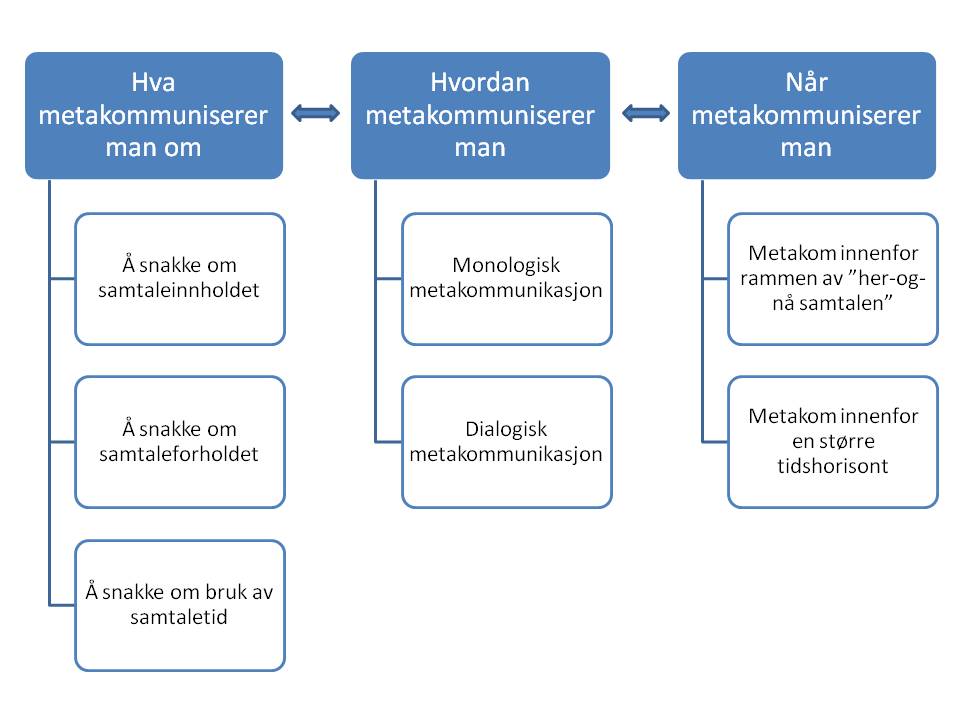 Hva
metakommuniserer
man om
Å snakke om
samtaleinnholdet
Å snakke om
samtaleforholdet
Å snakke om bruk av
samtaletid
Hvordan
metakommuniserer
man
Monologisk
metakommunikasjon
Dialogisk
metakommunikasjon
Når
metakommuniserer
man
Metakom innenfor
rammen av ”her-og-
nå samtalen”
Metakom innenfor
en større
tidshorisont